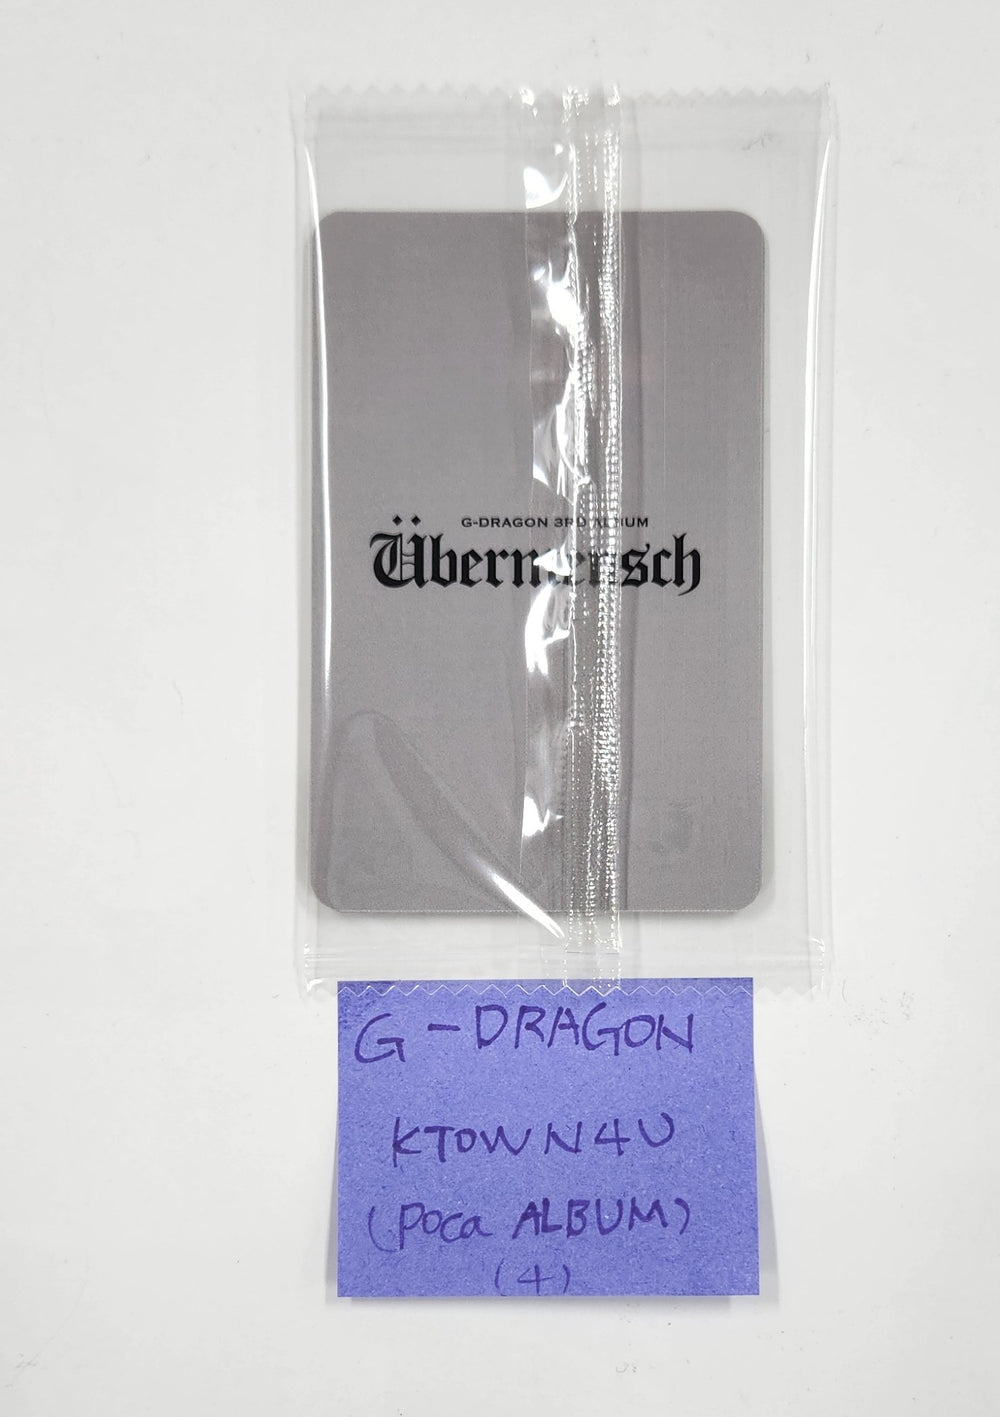 G-DRAGON 3RD ALBUM
Übermensch
G-DRAGON
KTOWN4U
(POCA ALBUM)
(4)